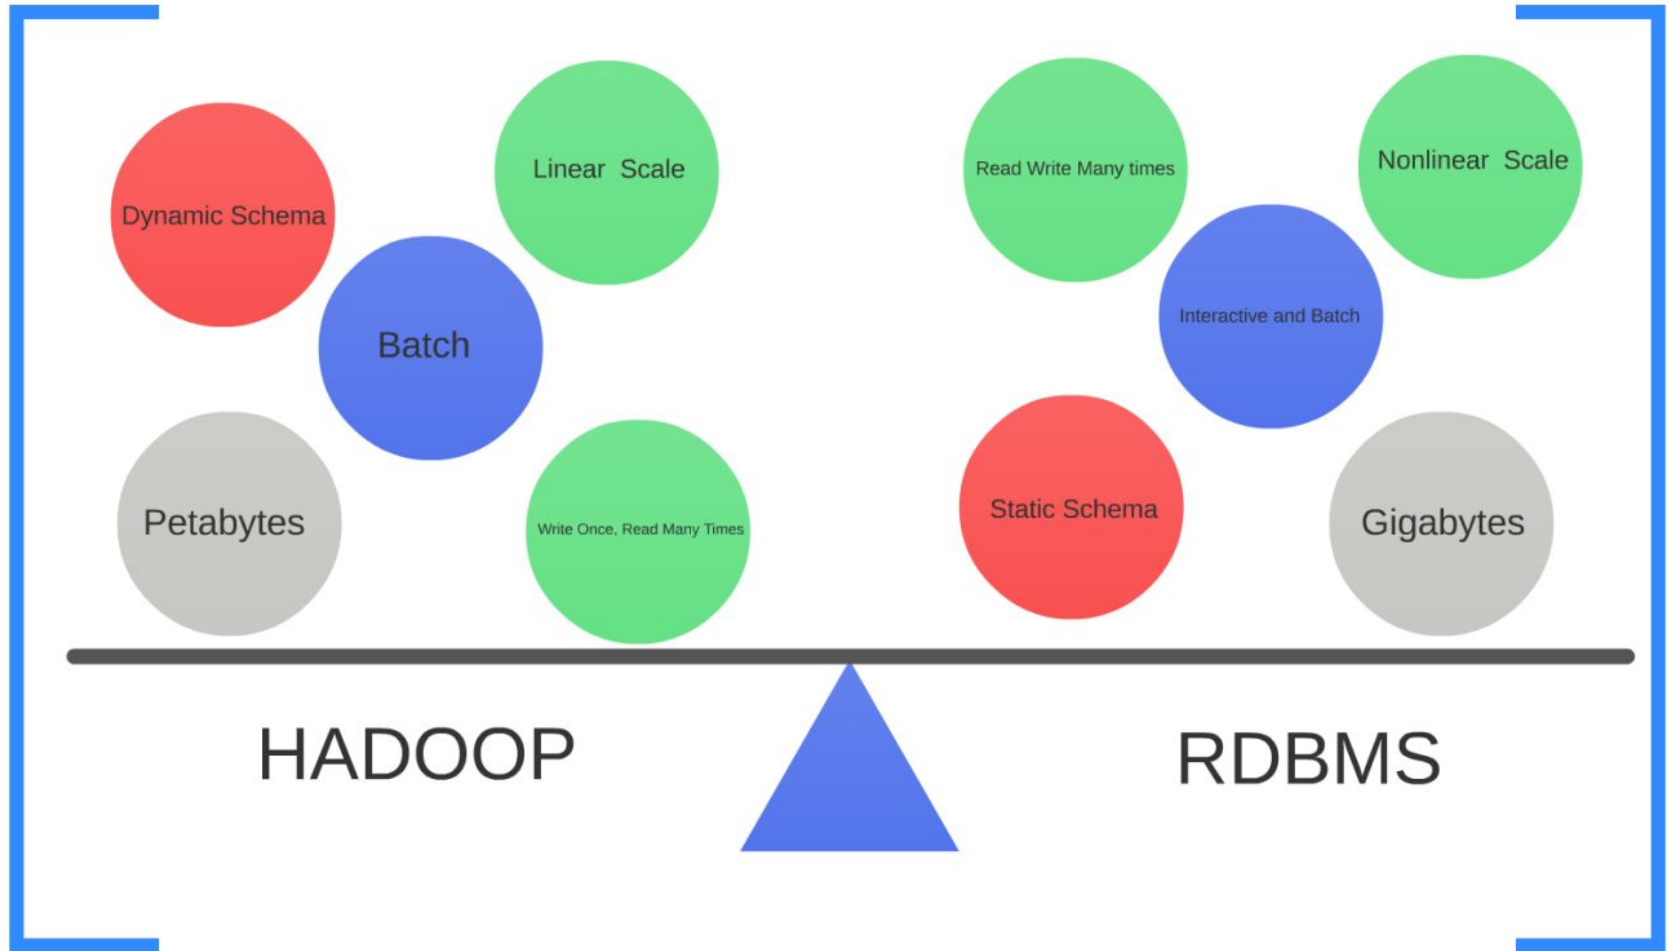 Dynamic Schema
Linear Scale
Batch
Petabytes
Write Once, Read Many Times
Read Write Many times
Nonlinear Scale
Interactive and Batch
Static Schema
Gigabytes
HADOOP
RDBMS